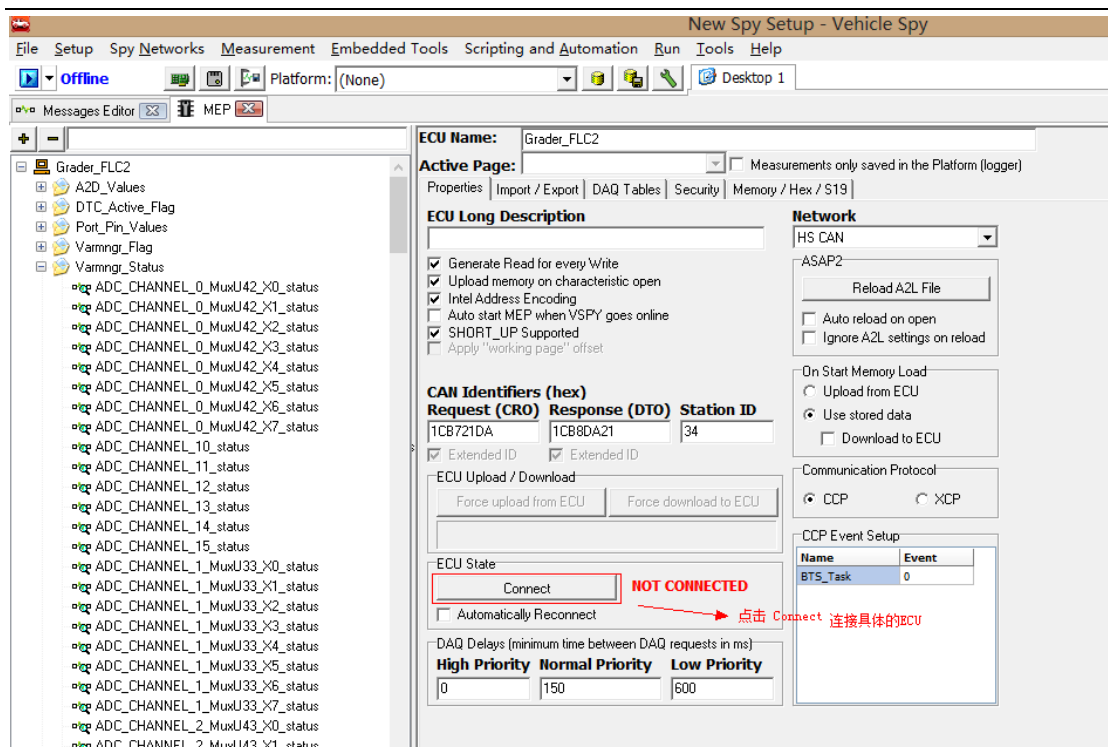 New Spy Setup - Vehicle Spy
File Setup Spy Networks Measurement Embedded Tools Scripting and Automation Run Tools Help
Offline Platform: (None) Desktop 1
Messages Editor MEP
Grader_FLC2
A2D_Values
DTC_Active_Flag
Port_Pin_Values
Varmngr_Flag
Varmngr_Status
ADC_CHANNEL_0_MuxU42_X0_status
ADC_CHANNEL_0_MuxU42_X1_status
ADC_CHANNEL_0_MuxU42_X2_status
ADC_CHANNEL_0_MuxU42_X3_status
ADC_CHANNEL_0_MuxU42_X4_status
ADC_CHANNEL_0_MuxU42_X5_status
ADC_CHANNEL_0_MuxU42_X6_status
ADC_CHANNEL_0_MuxU42_X7_status
ADC_CHANNEL_10_status
ADC_CHANNEL_11_status
ADC_CHANNEL_12_status
ADC_CHANNEL_13_status
ADC_CHANNEL_14_status
ADC_CHANNEL_15_status
ADC_CHANNEL_1_MuxU33_X0_status
ADC_CHANNEL_1_MuxU33_X1_status
ADC_CHANNEL_1_MuxU33_X2_status
ADC_CHANNEL_1_MuxU33_X3_status
ADC_CHANNEL_1_MuxU33_X4_status
ADC_CHANNEL_1_MuxU33_X5_status
ADC_CHANNEL_1_MuxU33_X6_status
ADC_CHANNEL_1_MuxU33_X7_status
ADC_CHANNEL_2_MuxU43_X0_status
ADC_CHANNEL_2_MuxU43_X1_status
ECU Name: Grader_FLC2
Active Page: Measurements only saved in the Platform (logger)
Properties Import / Export DAQ Tables Security Memory / Hex / S19
ECU Long Description
Generate Read for every Write
Upload memory on characteristic open
Intel Address Encoding
Auto start MEP when VSPY goes online
SHORT_UP Supported
Apply "working page" offset
CAN Identifiers (hex)
Request (CRO) Response (DTO) Station ID
1CB721DA 1CB8DA21 34
Extended ID Extended ID
ECU Upload / Download
Force upload from ECU Force download to ECU
ECU State
Connect NOT CONNECTED
Automatically Reconnect
点击 Connect 连接具体的ECU
DAQ Delays (minimum time between DAQ requests in ms)
High Priority Normal Priority Low Priority
0 150 600
Network
HS CAN
ASAP2
Reload A2L File
Auto reload on open
Ignore A2L settings on reload
On Start Memory Load
Upload from ECU
Use stored data
Download to ECU
Communication Protocol
CCP XCP
CCP Event Setup
Name Event
BTS_Task 0